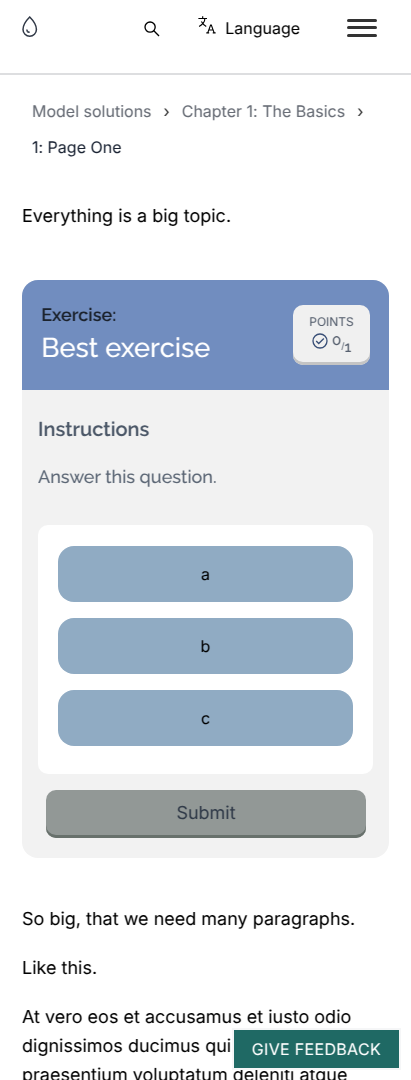 Language
Model solutions › Chapter 1: The Basics ›
1: Page One
Everything is a big topic.
Exercise:
Best exercise
POINTS
0/1
Instructions
Answer this question.
a
b
c
Submit
So big, that we need many paragraphs.
Like this.
At vero eos et accusamus et iusto odio
dignissimos ducimus qui
GIVE FEEDBACK
praesentium voluptatum deleniti atque